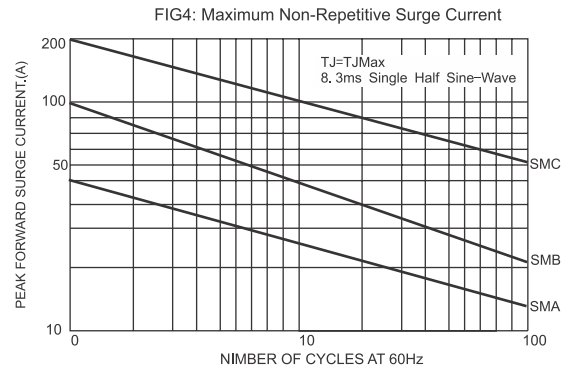 FIG4: Maximum Non-Repetitive Surge Current
PEAK FORWARD SURGE CURRENT.(A)
200
100
50
10
TJ=TJMax
8.3ms Single Half Sine-Wave
SMC
SMB
SMA
0
10
100
NIMBER OF CYCLES AT 60Hz